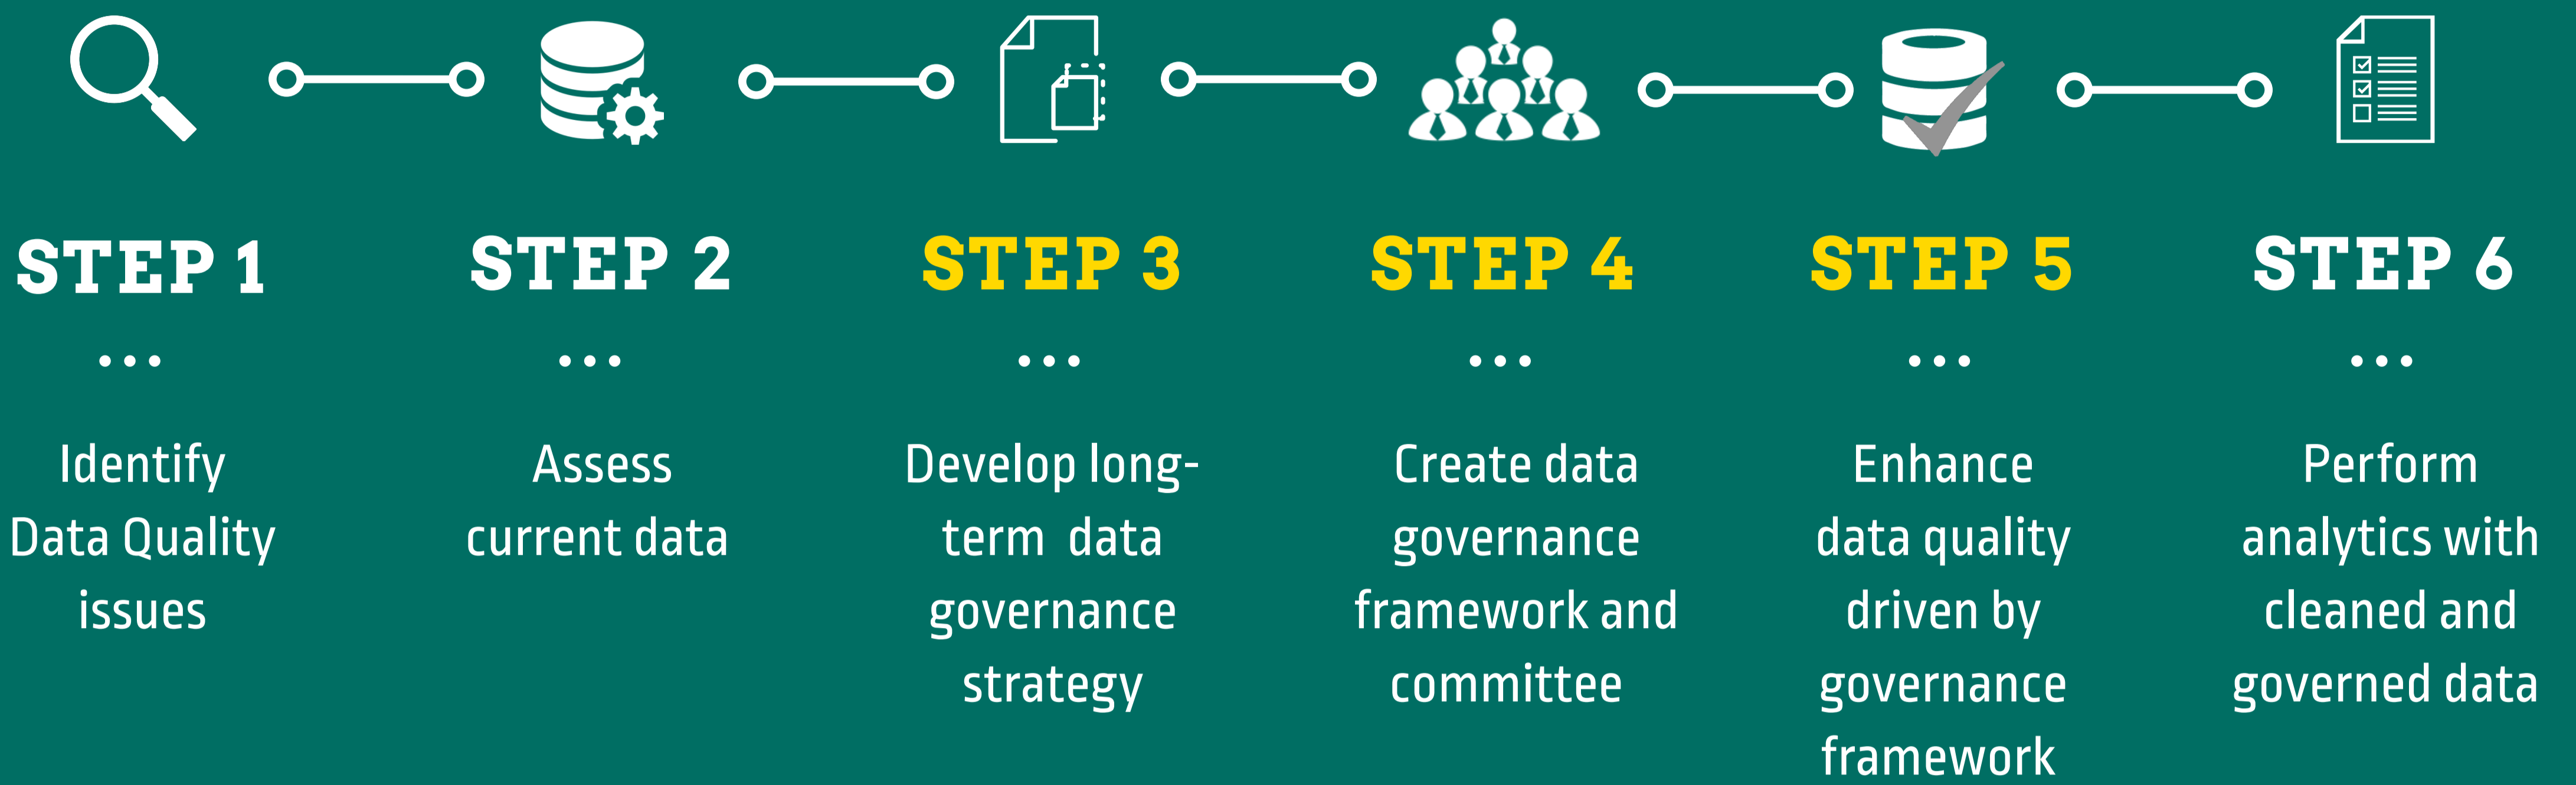 STEP 1
Identify
Data Quality
issues
STEP 2
Assess
current data
STEP 3
Develop long-
term  data
governance
strategy
STEP 4
Create data
governance
framework and
committee
STEP 5
Enhance
data quality
driven by
governance
framework
STEP 6
Perform
analytics with
cleaned and
governed data